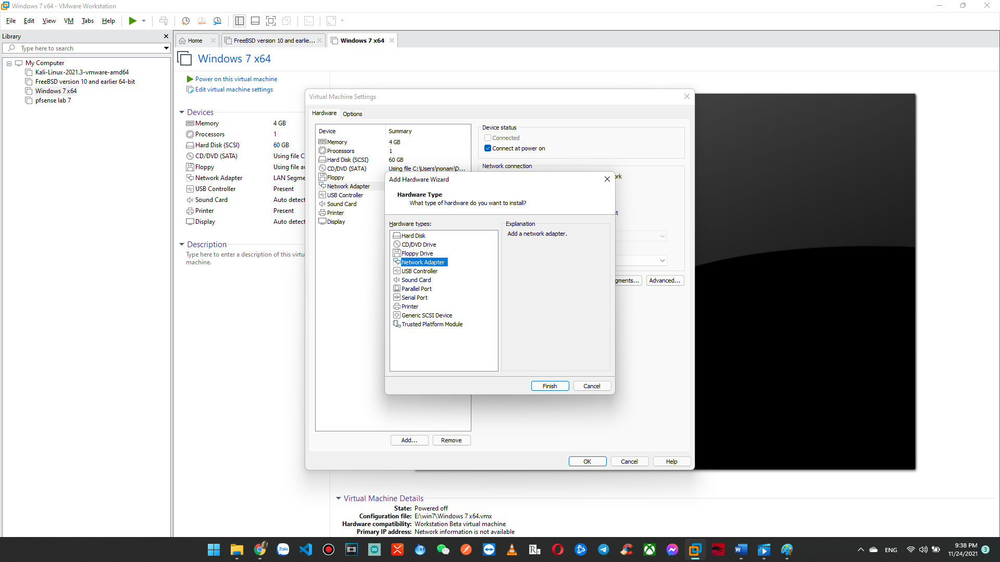 Windows 7 x64 - VMware Workstation
File Edit View VM Tabs Help
Library
Type here to search
My Computer
Kali-Linux-2021.3-vmware-amd64
FreeBSD version 10 and earlier 64-bit
Windows 7 x64
pfsense lab 7
Home FreeBSD version 10 and earlie... Windows 7 x64
Windows 7 x64
Power on this virtual machine
Edit virtual machine settings
Devices
Memory 4 GB
Processors 1
Hard Disk (SCSI) 60 GB
CD/DVD (SATA) Using file C
Floppy Using file au
Network Adapter LAN Segme
USB Controller Present
Sound Card Auto detect
Printer Present
Display Auto detect
Description
Type here to enter a description of this virtu
machine.
Virtual Machine Settings
Hardware Options
Device Summary
Memory 4 GB
Processors 1
Hard Disk (SCSI) 60 GB
CD/DVD (SATA) Using file C:\Users\nonam\D...
Floppy
Network Adapter
USB Controller
Sound Card
Printer
Display
Device status
Connected
Connect at power on
Network connection
ork
st
gments... Advanced...
Add Hardware Wizard
Hardware Type
What type of hardware do you want to install?
Hardware types:
Hard Disk
CD/DVD Drive
Floppy Drive
Network Adapter
USB Controller
Sound Card
Parallel Port
Serial Port
Printer
Generic SCSI Device
Trusted Platform Module
Explanation
Add a network adapter.
Finish Cancel
Add... Remove
OK Cancel Help
Virtual Machine Details
State: Powered off
Configuration file: E:\win7\Windows 7 x64.vmx
Hardware compatibility: Workstation Beta virtual machine
Primary IP address: Network information is not available
Zalo
ENG
9:38 PM
11/24/2021
3